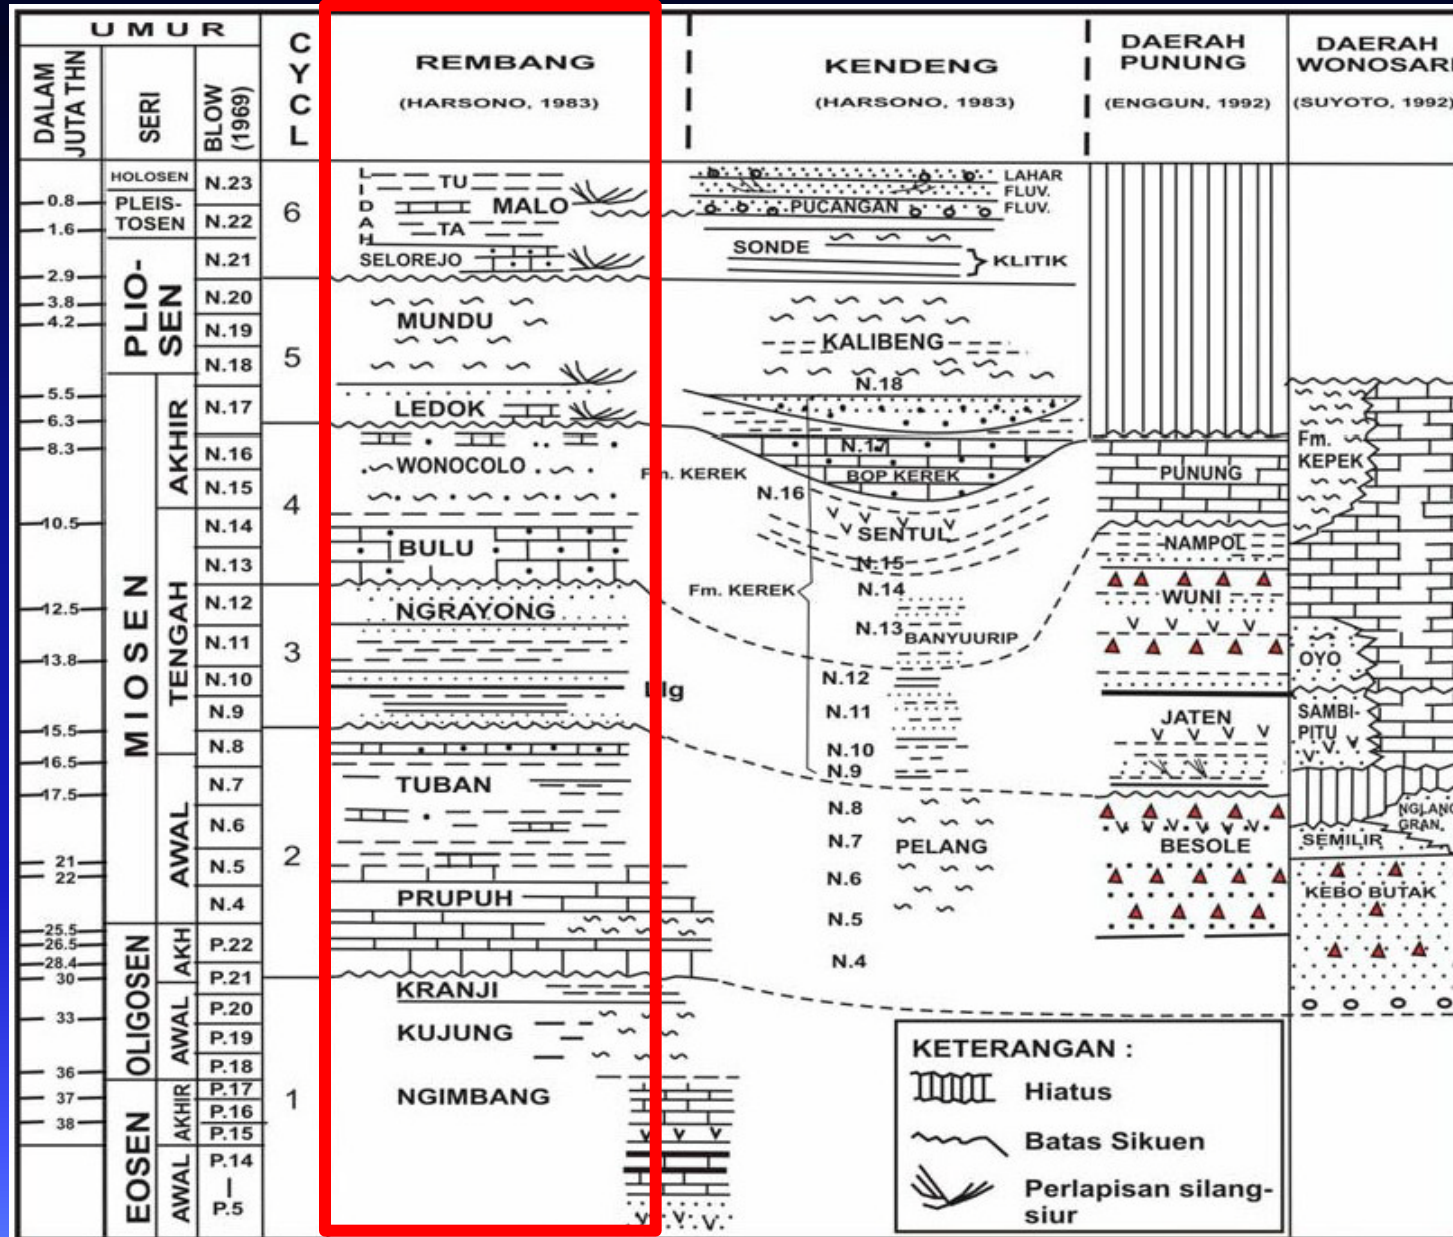 UMUR
DALAM JUTA THN
SERI
BLOW (1969)
CYCL
REMBANG
(HARSONO, 1983)
KENDENG
(HARSONO, 1983)
DAERAH
PUNUNG
(ENGGUN, 1992)
DAERAH
WONOSARI
(SUYOTO, 1992)
0.8
1.6
2.9
3.8
4.2
5.5
6.3
8.3
10.5
12.5
13.8
15.5
16.5
17.5
21
22
25.5
26.5
28.4
30
33
36
37
38
HOLOSEN
PLEIS-
TOSEN
PLIO-
SEN
MIOSEN
AKHIR
TENGAH
AWAL
OLIGOSEN
AKH
AWAL
EOSEN
AKHIR
AWAL
N.23
N.22
N.21
N.20
N.19
N.18
N.17
N.16
N.15
N.14
N.13
N.12
N.11
N.10
N.9
N.8
N.7
N.6
N.5
N.4
P.22
P.21
P.20
P.19
P.18
P.17
P.16
P.15
P.14
P.5
6
5
4
3
2
1
LIDAH
TU
MALO
TA
SELOREJO
MUNDU
LEDOK
WONOCOLO
BULU
NGRAYONG
TUBAN
PRUPUH
KRANJI
KUJUNG
NGIMBANG
LAHAR
FLUV.
PUCANGAN
FLUV.
SONDE
KLITIK
KALIBENG
N.18
N.17
Fm. KEREK
BOP KEREK
N.16
SENTUL
N.15
Fm. KEREK
N.14
N.13
BANYUURIP
N.12
N.11
N.10
N.9
N.8
N.7
PELANG
N.6
N.5
N.4
PUNUNG
NAMPOL
WUNI
JATEN
BESOLE
Fm.
KEPEK
OYO
SAMBI-
PITU
GRAN.
SEMILIR
KEBO BUTAK
KETERANGAN :
Hiatus
Batas Sikuen
Perlapisan silang-
siur